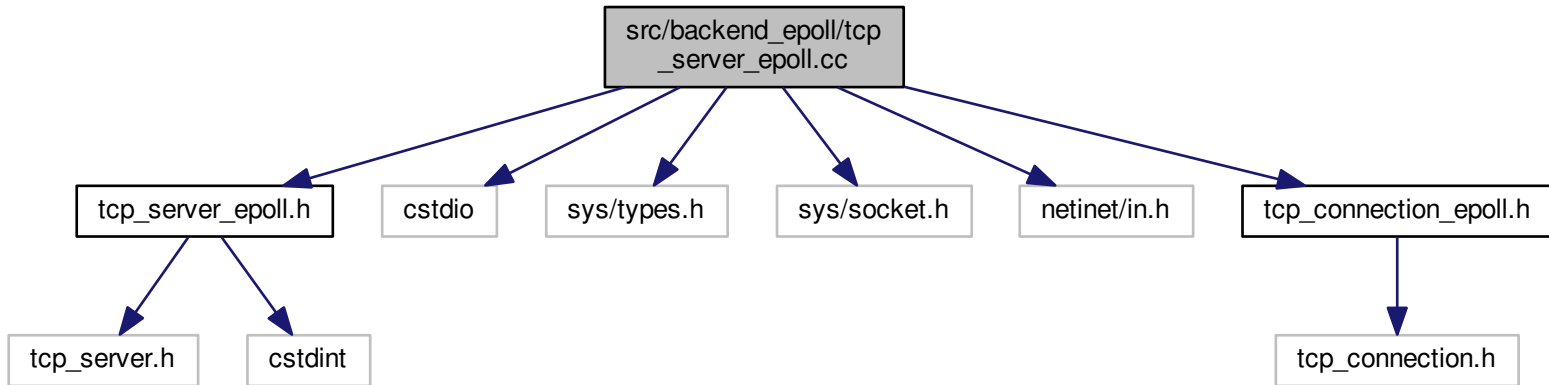 src/backend_epoll/tcp
_server_epoll.cc
tcp_server_epoll.h
cstdio
sys/types.h
sys/socket.h
netinet/in.h
tcp_connection_epoll.h
tcp_server.h
cstdint
tcp_connection.h